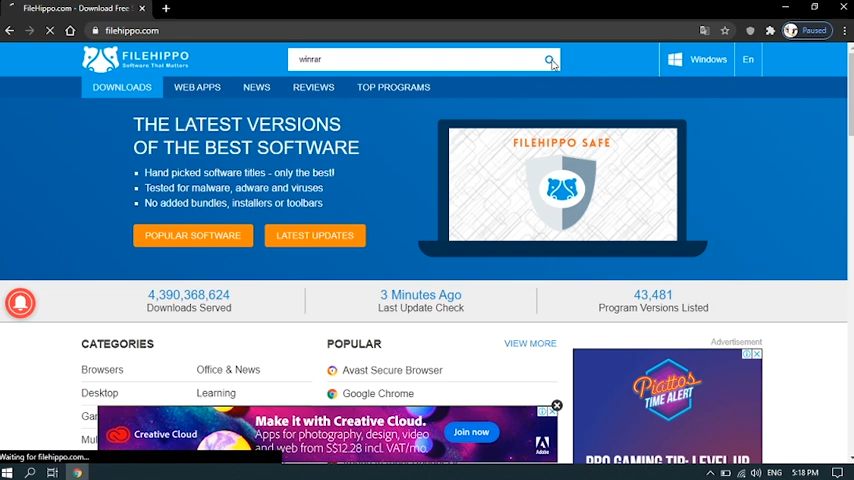 FileHippo.com - Download Free
filehippo.com
Paused
FILEHIPPO
Software That Matters
winrar
Windows
En
DOWNLOADS
WEB APPS
NEWS
REVIEWS
TOP PROGRAMS
THE LATEST VERSIONS
OF THE BEST SOFTWARE
Hand picked software titles - only the best!
Tested for malware, adware and viruses
No added bundles, installers or toolbars
POPULAR SOFTWARE
LATEST UPDATES
FILEHIPPO SAFE
4,390,368,624
Downloads Served
3 Minutes Ago
Last Update Check
43,481
Program Versions Listed
CATEGORIES
Browsers
Office & News
Desktop
Learning
POPULAR
VIEW MORE
Avast Secure Browser
Google Chrome
Advertisement
Piattos
TIME ALERT
PRO GAMING TIP: LEVEL UP
Creative Cloud
Make it with Creative Cloud.
Apps for photography, design, video
and web from S$12.28 incl. VAT/mo.
Join now
Adobe
Waiting for filehippo.com...
ENG
5:18 PM